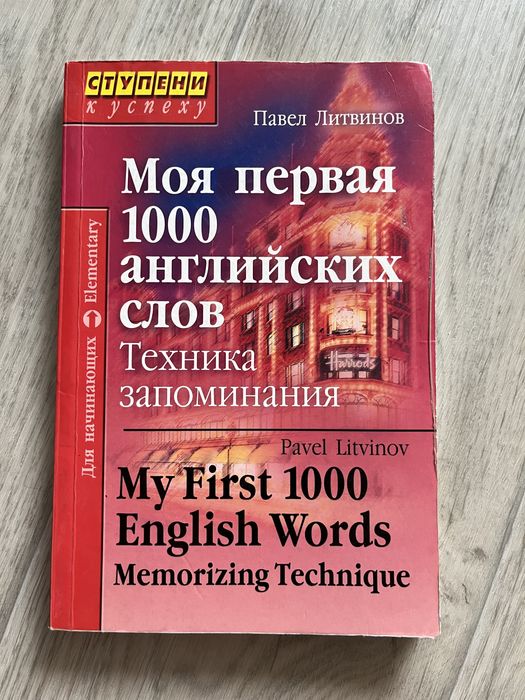 СТУПЕНИ
к успеху
Павел Литвинов
Моя первая
1000
английских
слов
Техника
запоминания
Harrods
Для начинающих Elementary
Pavel Litvinov
My First 1000
English Words
Memorizing Technique